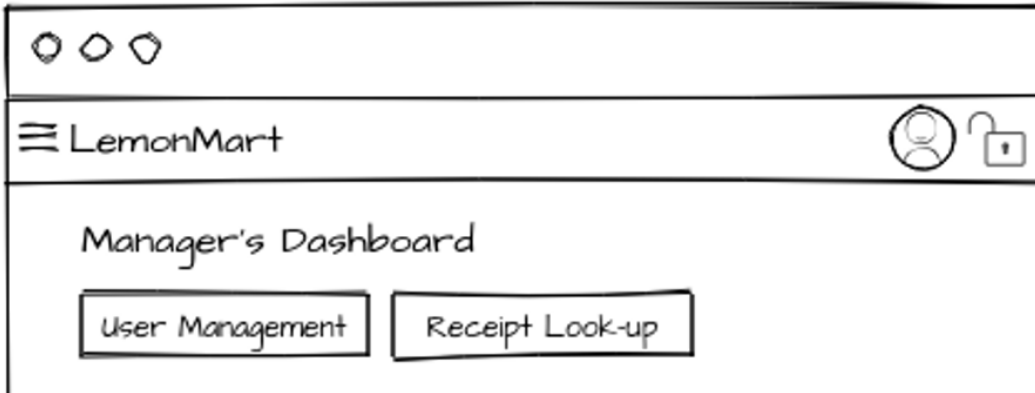 LemonMart
Manager's Dashboard
User Management
Receipt Look-up